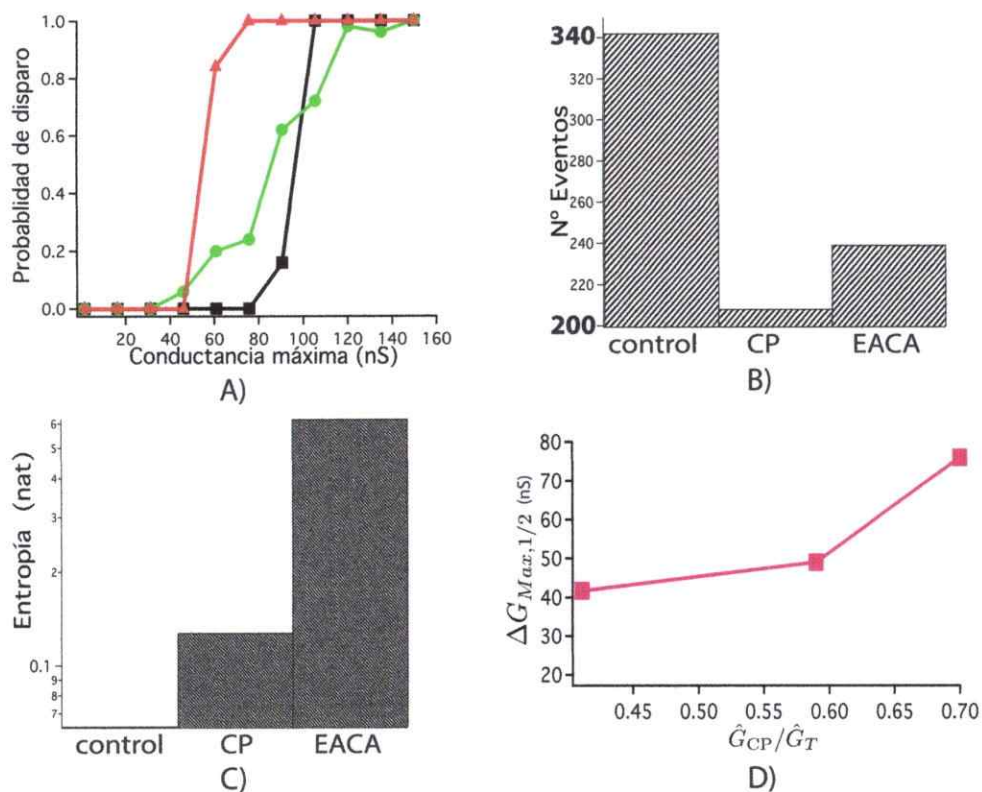 1.0
0.8
0.6
0.4
0.2
0.0
Probablidad de disparo
20 40 60 80 100 120 140 160
Conductancia máxima (nS)
A)
340
320
300
280
260
240
220
200
Nº Eventos
control CP EACA
B)
6
5
4
3
2
0.1
9
8
7
Entropía (nat)
control CP EACA
C)
80
70
60
50
40
30
20
ΔG_{Max,1/2} (nS)
0.45 0.50 0.55 0.60 0.65 0.70
Ĝ_{CP}/Ĝ_T
D)